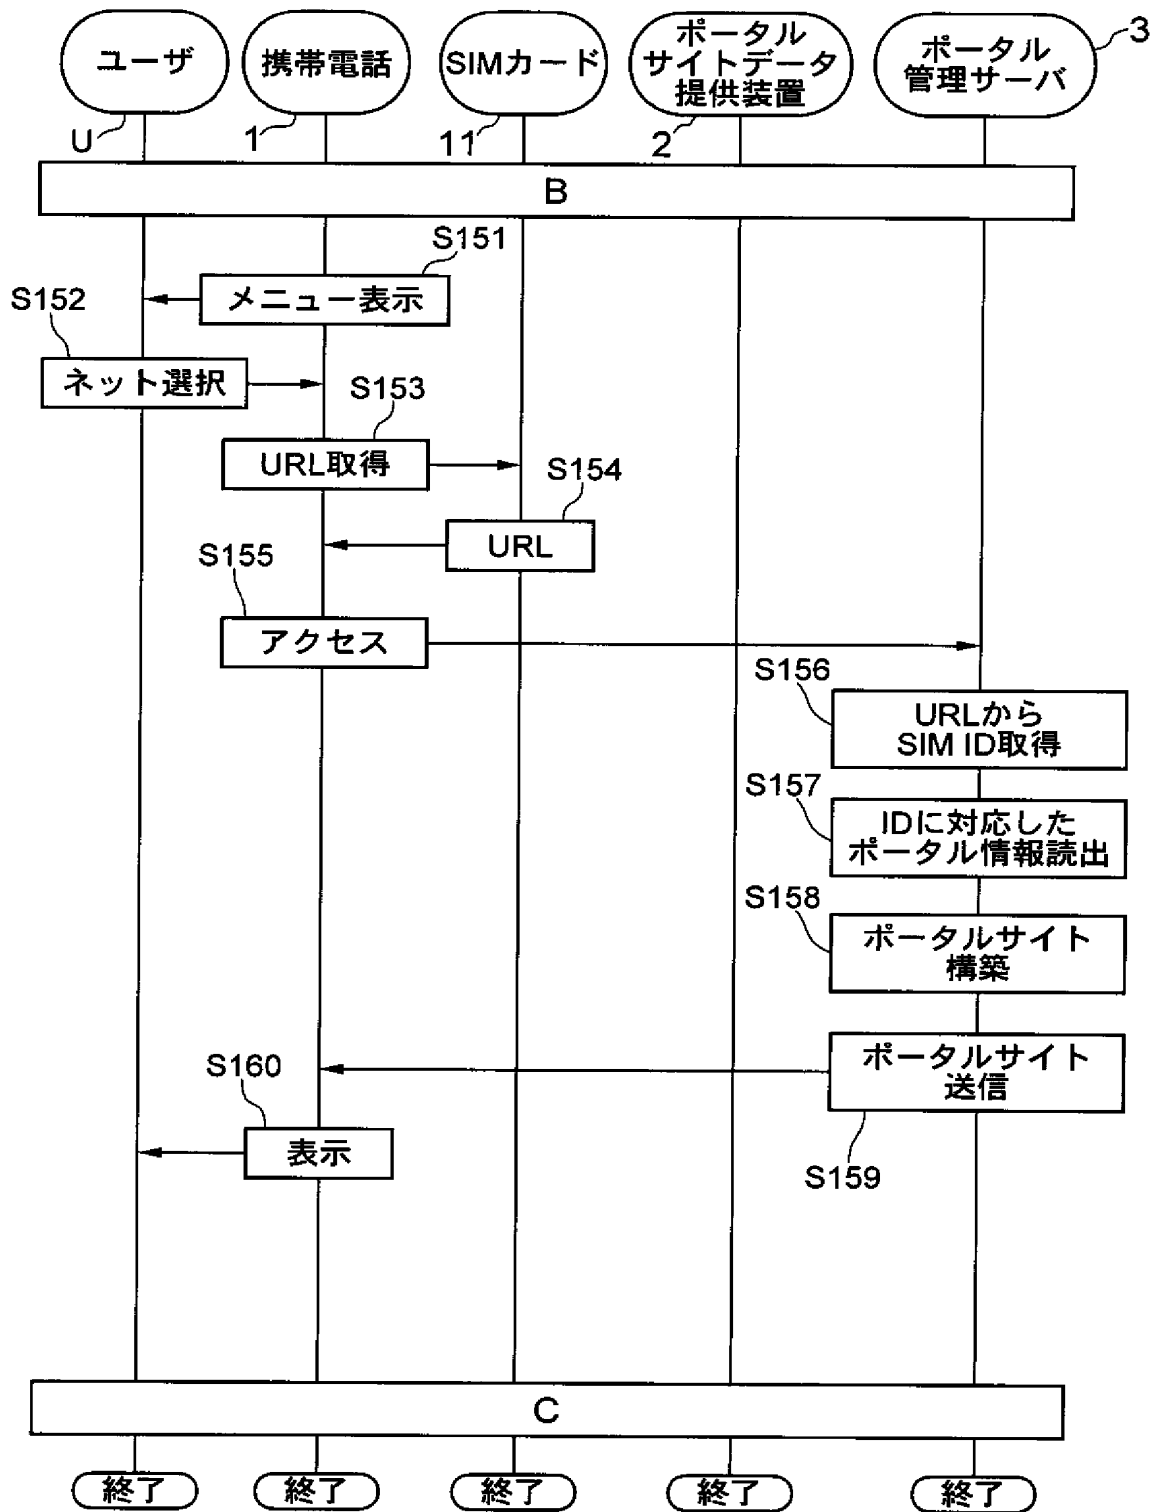 ユーザ
携帯電話
SIMカード
ポータル
サイトデータ
提供装置
ポータル
管理サーバ
3
U
1
11
2
B
S151
メニュー表示
S152
ネット選択
S153
URL取得
S154
URL
S155
アクセス
S156
URLから
SIM ID取得
S157
IDに対応した
ポータル情報読出
S158
ポータルサイト
構築
ポータルサイト
送信
S159
S160
表示
C
終了
終了
終了
終了
終了